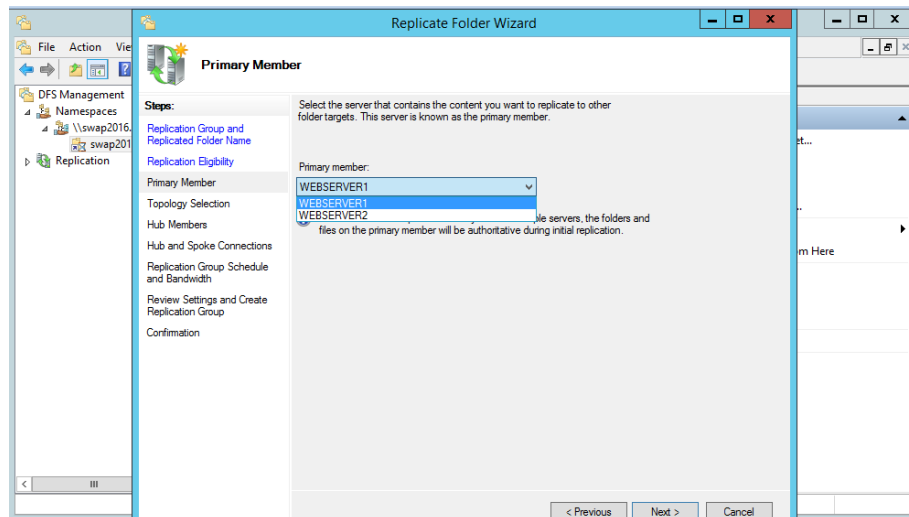 Replicate Folder Wizard
File Action Vie
Primary Member
DFS Management
Namespaces
\\swap2016.
swap201
Replication
Steps:
Replication Group and
Replicated Folder Name
Replication Eligibility
Primary Member
Topology Selection
Hub Members
Hub and Spoke Connections
Replication Group Schedule
and Bandwidth
Review Settings and Create
Replication Group
Confirmation
Select the server that contains the content you want to replicate to other
folder targets. This server is known as the primary member.
Primary member:
WEBSERVER1
WEBSERVER1
WEBSERVER2
ple servers, the folders and
files on the primary member will be authoritative during initial replication.
et...
..
om Here
< Previous Next > Cancel